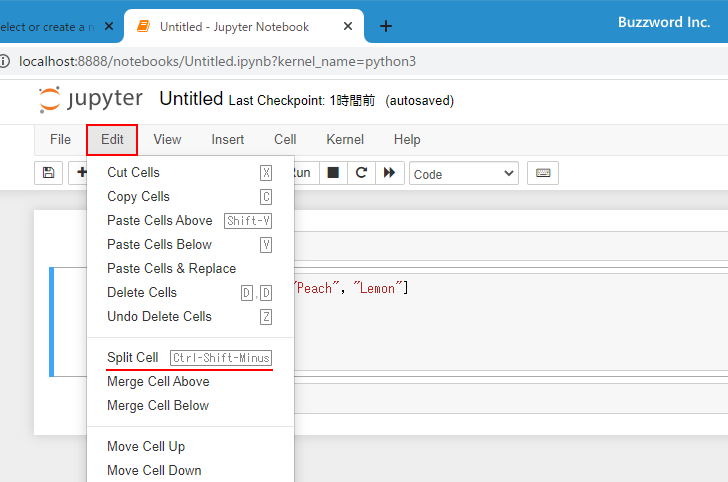 elect or create a n
Untitled - Jupyter Notebook
Buzzword Inc.
localhost:8888/notebooks/Untitled.ipynb?kernel_name=python3
jupyter Untitled Last Checkpoint: 1時間前 (autosaved)
File Edit View Insert Cell Kernel Help
un Code
Cut Cells X
Copy Cells C
Paste Cells Above Shift-V
Paste Cells Below V
Paste Cells & Replace
Delete Cells D,D
Undo Delete Cells Z
"Peach", "Lemon"]
Split Cell Ctrl-Shift-Minus
Merge Cell Above
Merge Cell Below
Move Cell Up
Move Cell Down